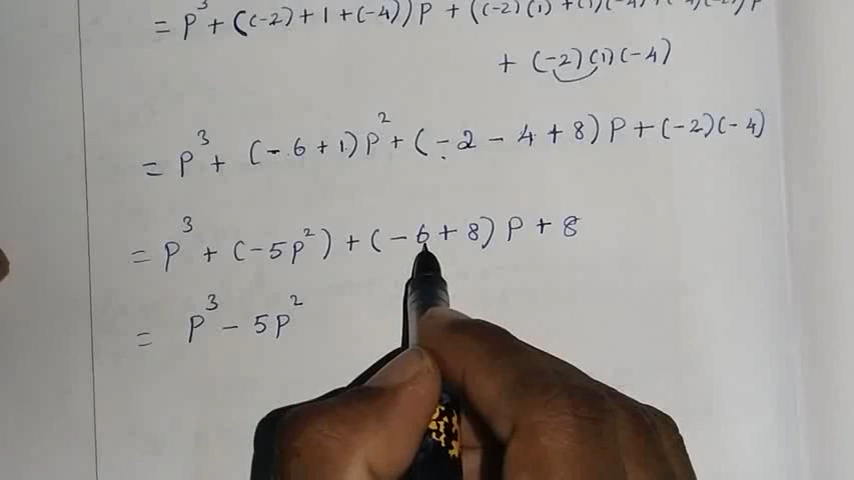 = P³ + ((-2) + 1 + (-4)) P + ((-2)(1) + (1)(-4) + (-4)(-2)) P
+ (-2)(1)(-4)
= P³ + (- 6 + 1) P² + (- 2 - 4 + 8) P + (-2)(-4)
= P³ + (-5P²) + (- 6 + 8) P + 8
= P³ - 5P²